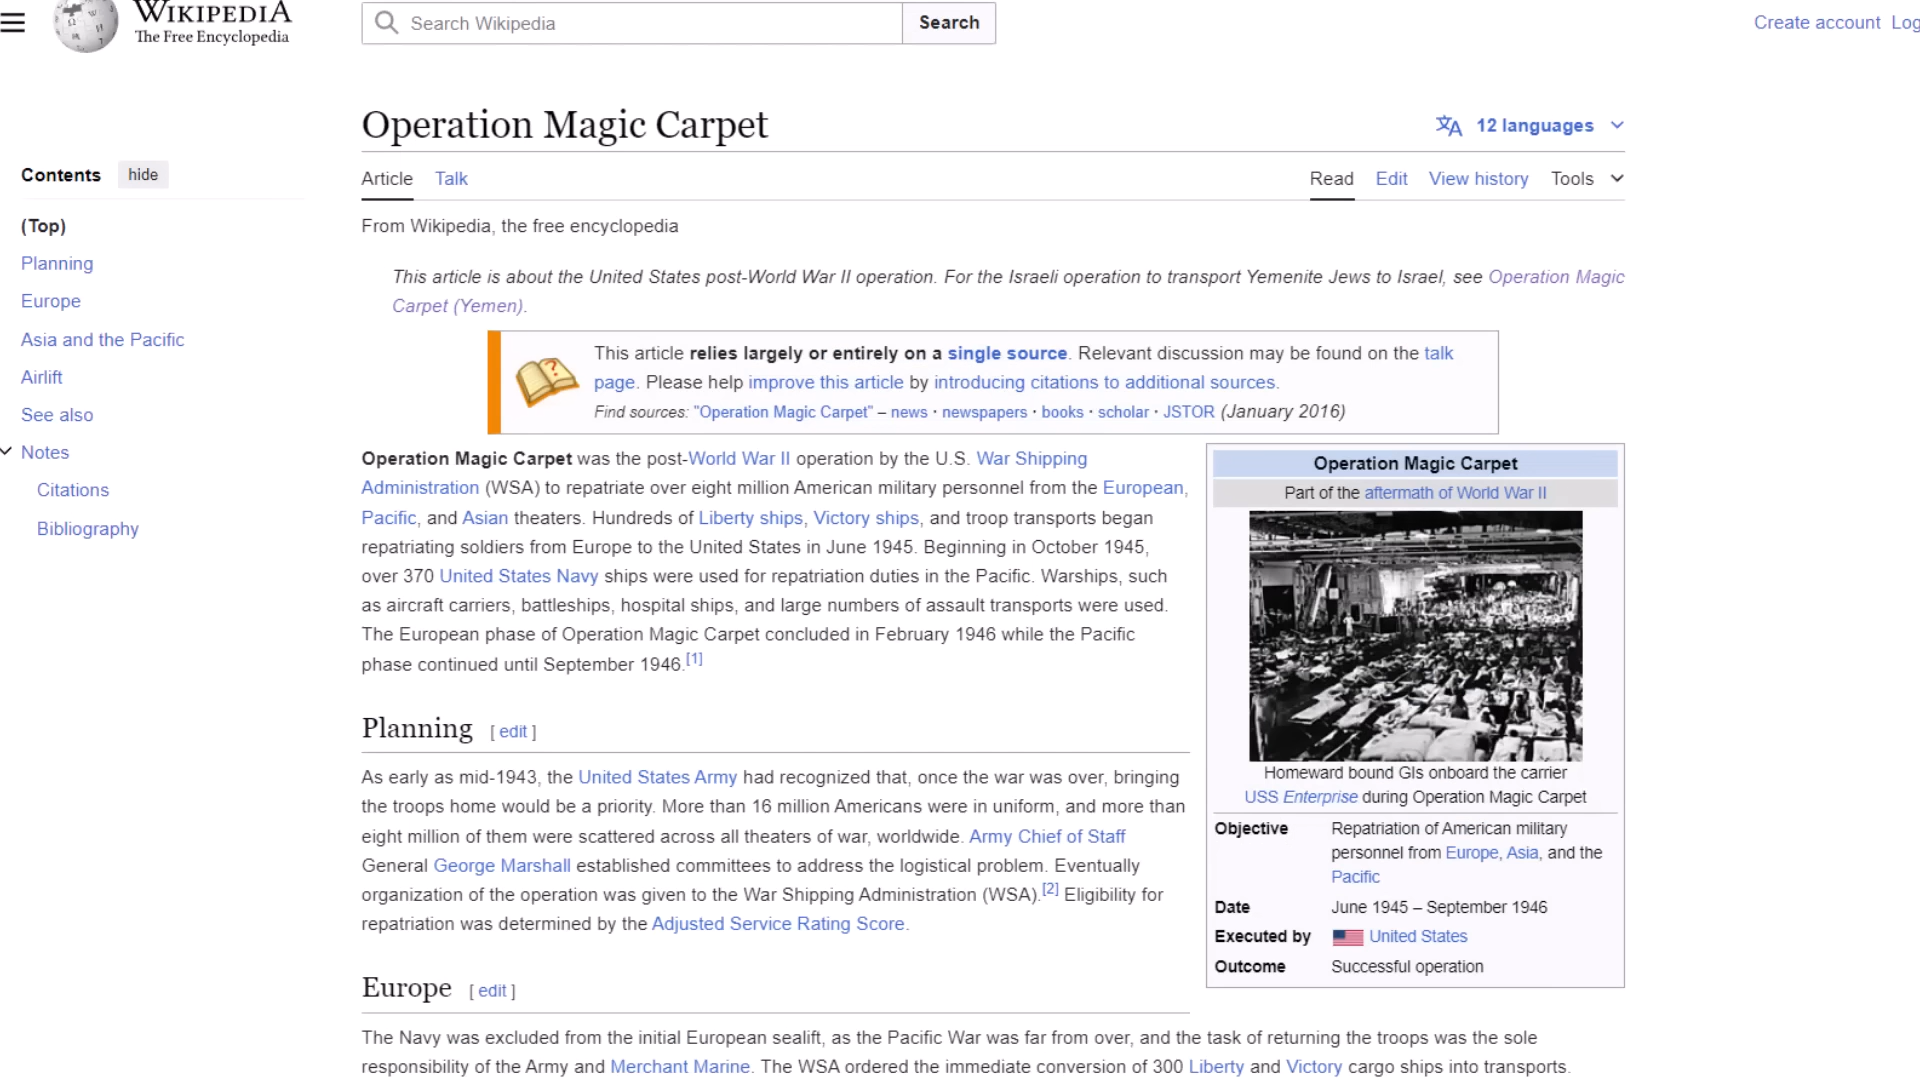 WIKIPEDIA
The Free Encyclopedia
Search Wikipedia
Search
Create account
Contents
hide
(Top)
Planning
Europe
Asia and the Pacific
Airlift
See also
Notes
Citations
Bibliography
Operation Magic Carpet
12 languages
Article Talk
Read Edit View history Tools
From Wikipedia, the free encyclopedia
This article is about the United States post-World War II operation. For the Israeli operation to transport Yemenite Jews to Israel, see Operation Magic
Carpet (Yemen).
This article relies largely or entirely on a single source. Relevant discussion may be found on the talk
page. Please help improve this article by introducing citations to additional sources.
Find sources: "Operation Magic Carpet" – news · newspapers · books · scholar · JSTOR (January 2016)
Operation Magic Carpet was the post-World War II operation by the U.S. War Shipping
Administration (WSA) to repatriate over eight million American military personnel from the European,
Pacific, and Asian theaters. Hundreds of Liberty ships, Victory ships, and troop transports began
repatriating soldiers from Europe to the United States in June 1945. Beginning in October 1945,
over 370 United States Navy ships were used for repatriation duties in the Pacific. Warships, such
as aircraft carriers, battleships, hospital ships, and large numbers of assault transports were used.
The European phase of Operation Magic Carpet concluded in February 1946 while the Pacific
phase continued until September 1946.[1]
Planning [ edit ]
As early as mid-1943, the United States Army had recognized that, once the war was over, bringing
the troops home would be a priority. More than 16 million Americans were in uniform, and more than
eight million of them were scattered across all theaters of war, worldwide. Army Chief of Staff
General George Marshall established committees to address the logistical problem. Eventually
organization of the operation was given to the War Shipping Administration (WSA).[2] Eligibility for
repatriation was determined by the Adjusted Service Rating Score.
Operation Magic Carpet
Part of the aftermath of World War II
Homeward bound GIs onboard the carrier
USS Enterprise during Operation Magic Carpet
Objective Repatriation of American military
personnel from Europe, Asia, and the
Pacific
Date June 1945 – September 1946
Executed by United States
Outcome Successful operation
Europe [ edit ]
The Navy was excluded from the initial European sealift, as the Pacific War was far from over, and the task of returning the troops was the sole
responsibility of the Army and Merchant Marine. The WSA ordered the immediate conversion of 300 Liberty and Victory cargo ships into transports.